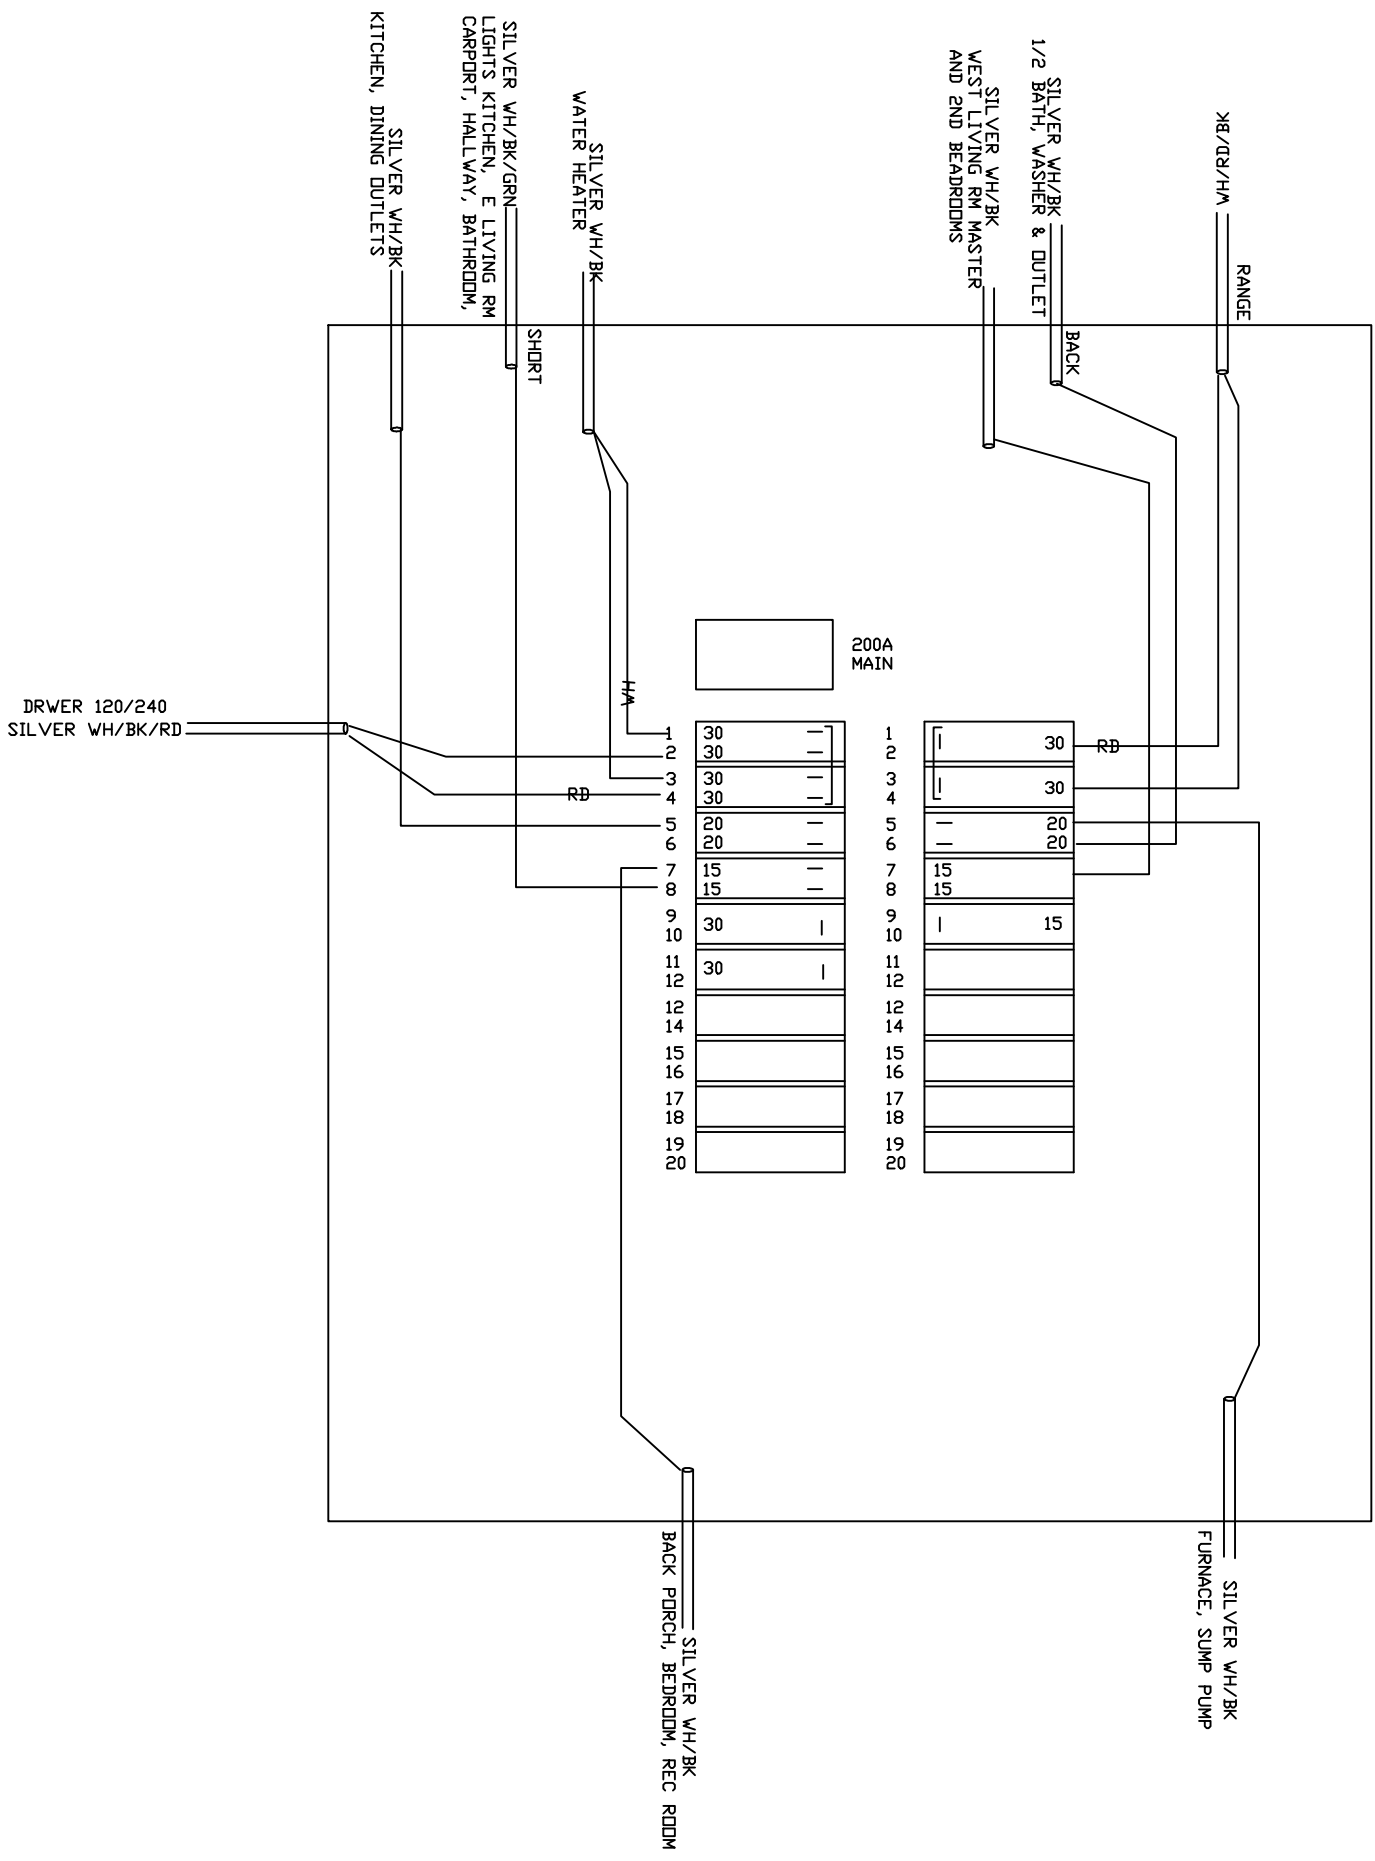 KITCHEN, DINING OUTLETS
SILVER WH/BK
CARPORT, HALLWAY, BATHROOM,
LIGHTS KITCHEN, E LIVING RM
SILVER WH/BK/GRN
SHORT
WATER HEATER
SILVER WH/BK
AND 2ND BEADROOMS
WEST LIVING RM MASTER
SILVER WH/BK
1/2 BATH, WASHER & OUTLET
SILVER WH/BK
BACK
WH/RD/BK
RANGE
200A
MAIN
DRWER 120/240
SILVER WH/BK/RD
WH
RD
RD
1 30
2 30
3 30
4 30
5 20
6 20
7 15
8 15
9
10
30
11
12
30
12
14
15
16
17
18
19
20
1
2
30
3
4
30
5 20
6 20
7 15
8 15
9
10
15
11
12
12
14
15
16
17
18
19
20
BACK PORCH, BEDROOM, REC ROOM
SILVER WH/BK
FURNACE, SUMP PUMP
SILVER WH/BK